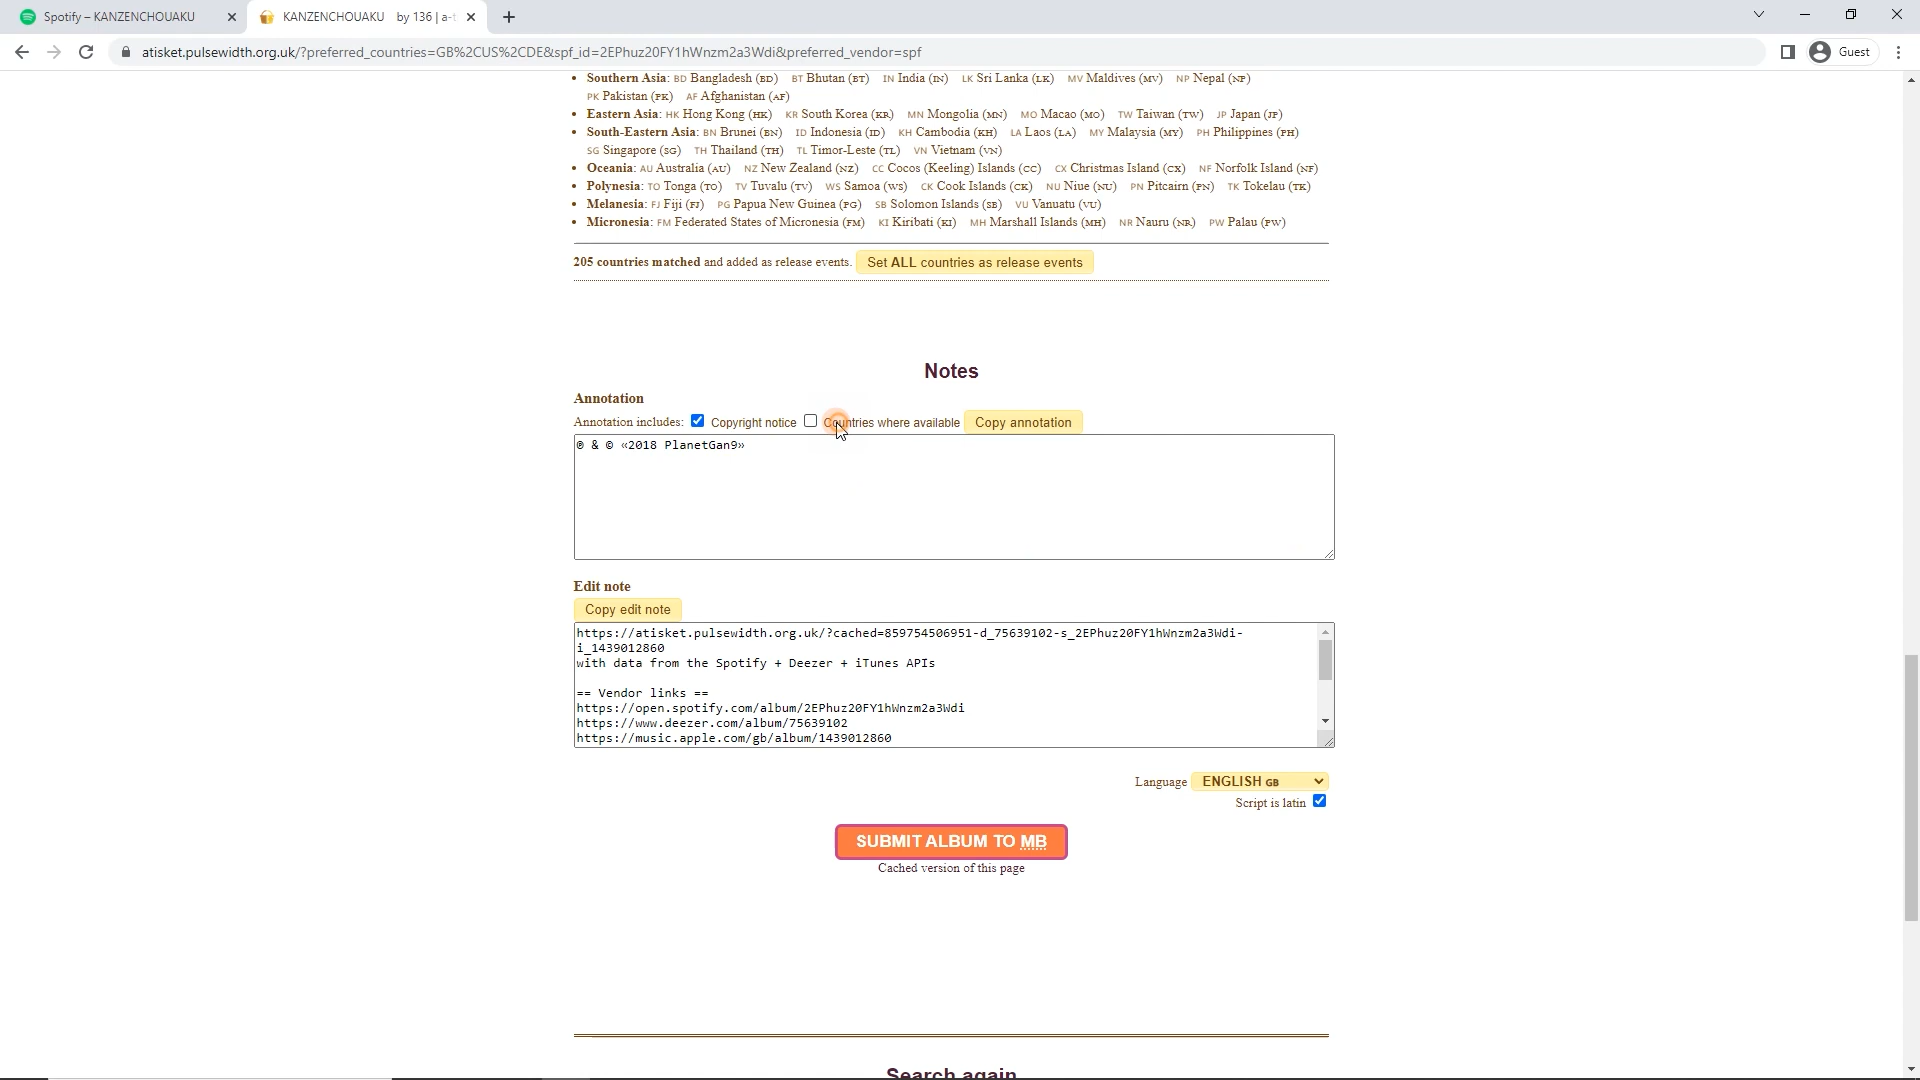 Spotify – KANZENCHOUAKU
KANZENCHOUAKU by 136 | a-t
atisket.pulsewidth.org.uk/?preferred_countries=GB%2CUS%2CDE&spf_id=2EPhuz20FY1hWnzm2a3Wdi&preferred_vendor=spf
Guest
Southern Asia: BD Bangladesh (BD) BT Bhutan (BT) IN India (IN) LK Sri Lanka (LK) MV Maldives (MV) NP Nepal (NP)
PK Pakistan (PK) AF Afghanistan (AF)
Eastern Asia: HK Hong Kong (HK) KR South Korea (KR) MN Mongolia (MN) MO Macao (MO) TW Taiwan (TW) JP Japan (JP)
South-Eastern Asia: BN Brunei (BN) ID Indonesia (ID) KH Cambodia (KH) LA Laos (LA) MY Malaysia (MY) PH Philippines (PH)
SG Singapore (SG) TH Thailand (TH) TL Timor-Leste (TL) VN Vietnam (VN)
Oceania: AU Australia (AU) NZ New Zealand (NZ) CC Cocos (Keeling) Islands (CC) CX Christmas Island (CX) NF Norfolk Island (NF)
Polynesia: TO Tonga (TO) TV Tuvalu (TV) WS Samoa (WS) CK Cook Islands (CK) NU Niue (NU) PN Pitcairn (PN) TK Tokelau (TK)
Melanesia: FJ Fiji (FJ) PG Papua New Guinea (PG) SB Solomon Islands (SB) VU Vanuatu (VU)
Micronesia: FM Federated States of Micronesia (FM) KI Kiribati (KI) MH Marshall Islands (MH) NR Nauru (NR) PW Palau (PW)
205 countries matched and added as release events. Set ALL countries as release events
Notes
Annotation
Annotation includes: Copyright notice Countries where available Copy annotation
℗ & © «2018 PlanetGan9»
Edit note
Copy edit note
https://atisket.pulsewidth.org.uk/?cached=859754506951-d_75639102-s_2EPhuz20FY1hWnzm2a3Wdi-
i_1439012860
with data from the Spotify + Deezer + iTunes APIs
== Vendor links ==
https://open.spotify.com/album/2EPhuz20FY1hWnzm2a3Wdi
https://www.deezer.com/album/75639102
https://music.apple.com/gb/album/1439012860
Language ENGLISH GB
Script is latin
SUBMIT ALBUM TO MB
Cached version of this page
Search again